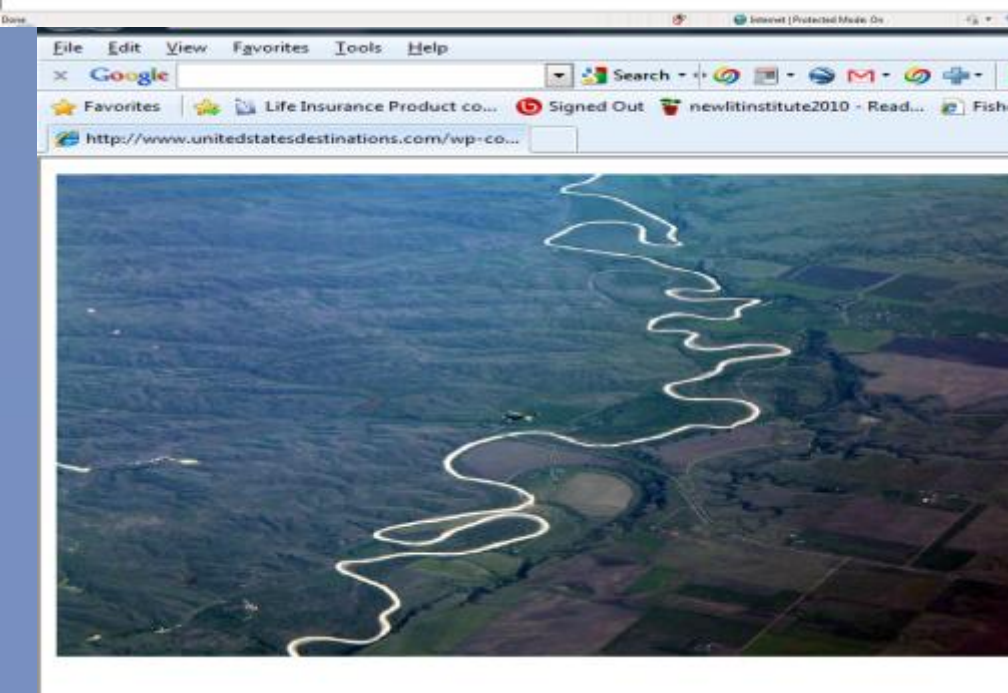 Done
Internet | Protected Mode: On
File Edit View Favorites Tools Help
x Google Search
Favorites Life Insurance Product co... Signed Out newlitinstitute2010 - Read... Fish
http://www.unitedstatesdestinations.com/wp-co...